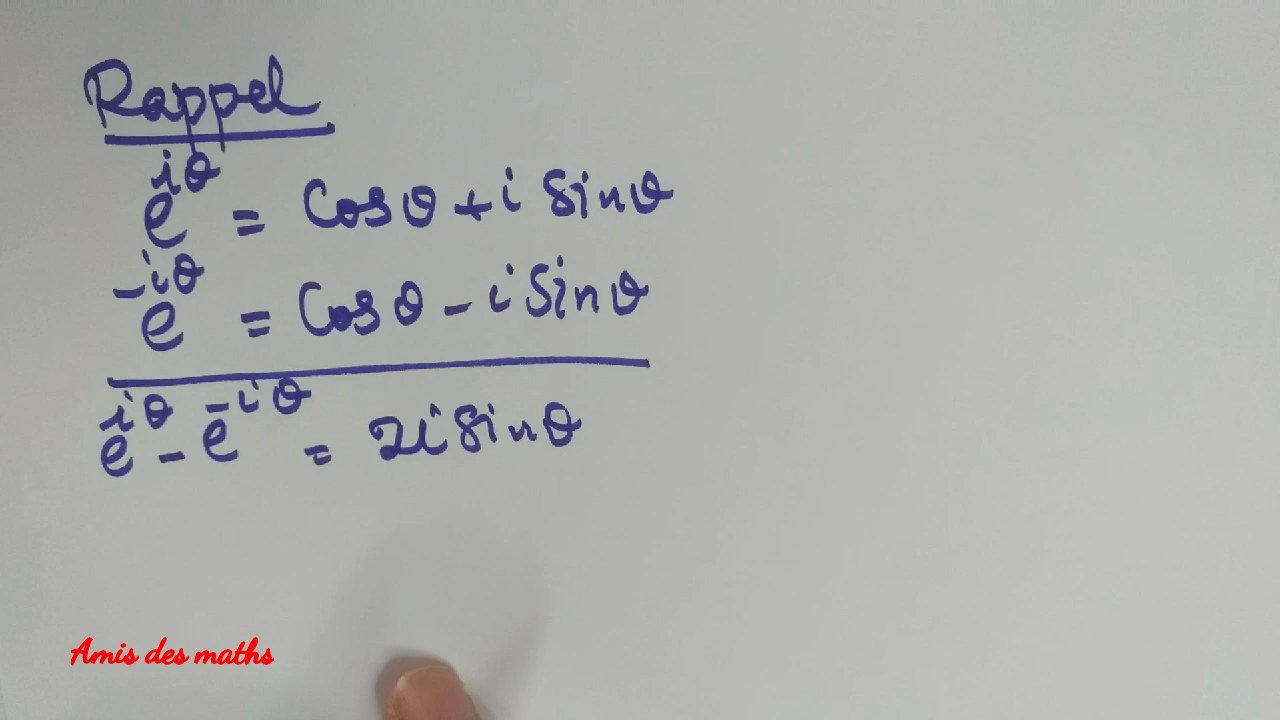 Rappel
e^{iθ} = Cosθ + i Sinθ
e^{-iθ} = Cosθ - i Sinθ
e^{iθ} - e^{-iθ} = 2i Sinθ
Amis des maths